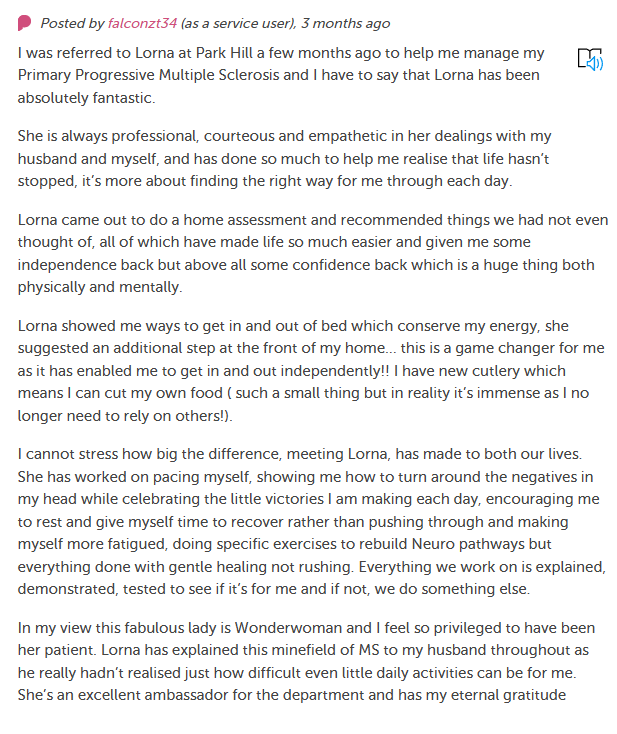 Posted by falconzt34 (as a service user), 3 months ago
I was referred to Lorna at Park Hill a few months ago to help me manage my
Primary Progressive Multiple Sclerosis and I have to say that Lorna has been
absolutely fantastic.
She is always professional, courteous and empathetic in her dealings with my
husband and myself, and has done so much to help me realise that life hasn’t
stopped, it’s more about finding the right way for me through each day.
Lorna came out to do a home assessment and recommended things we had not even
thought of, all of which have made life so much easier and given me some
independence back but above all some confidence back which is a huge thing both
physically and mentally.
Lorna showed me ways to get in and out of bed which conserve my energy, she
suggested an additional step at the front of my home... this is a game changer for me
as it has enabled me to get in and out independently!! I have new cutlery which
means I can cut my own food ( such a small thing but in reality it’s immense as I no
longer need to rely on others!).
I cannot stress how big the difference, meeting Lorna, has made to both our lives.
She has worked on pacing myself, showing me how to turn around the negatives in
my head while celebrating the little victories I am making each day, encouraging me
to rest and give myself time to recover rather than pushing through and making
myself more fatigued, doing specific exercises to rebuild Neuro pathways but
everything done with gentle healing not rushing. Everything we work on is explained,
demonstrated, tested to see if it’s for me and if not, we do something else.
In my view this fabulous lady is Wonderwoman and I feel so privileged to have been
her patient. Lorna has explained this minefield of MS to my husband throughout as
he really hadn’t realised just how difficult even little daily activities can be for me.
She’s an excellent ambassador for the department and has my eternal gratitude